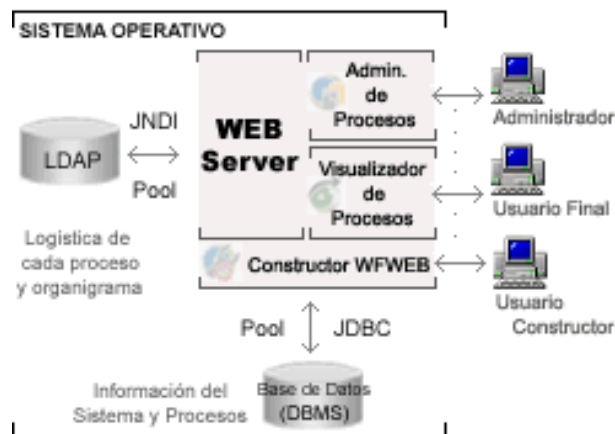 SISTEMA OPERATIVO
WEB
Server
Admin.
de
Procesos
Administrador
JNDI
LDAP
Pool
Visualizador
de
Procesos
Usuario Final
Logística de
cada proceso
y organigrama
Constructor WFWEB
Usuario
Constructor
Pool
JDBC
Información del
Sistema y Procesos
Base de Datos
(DBMS)